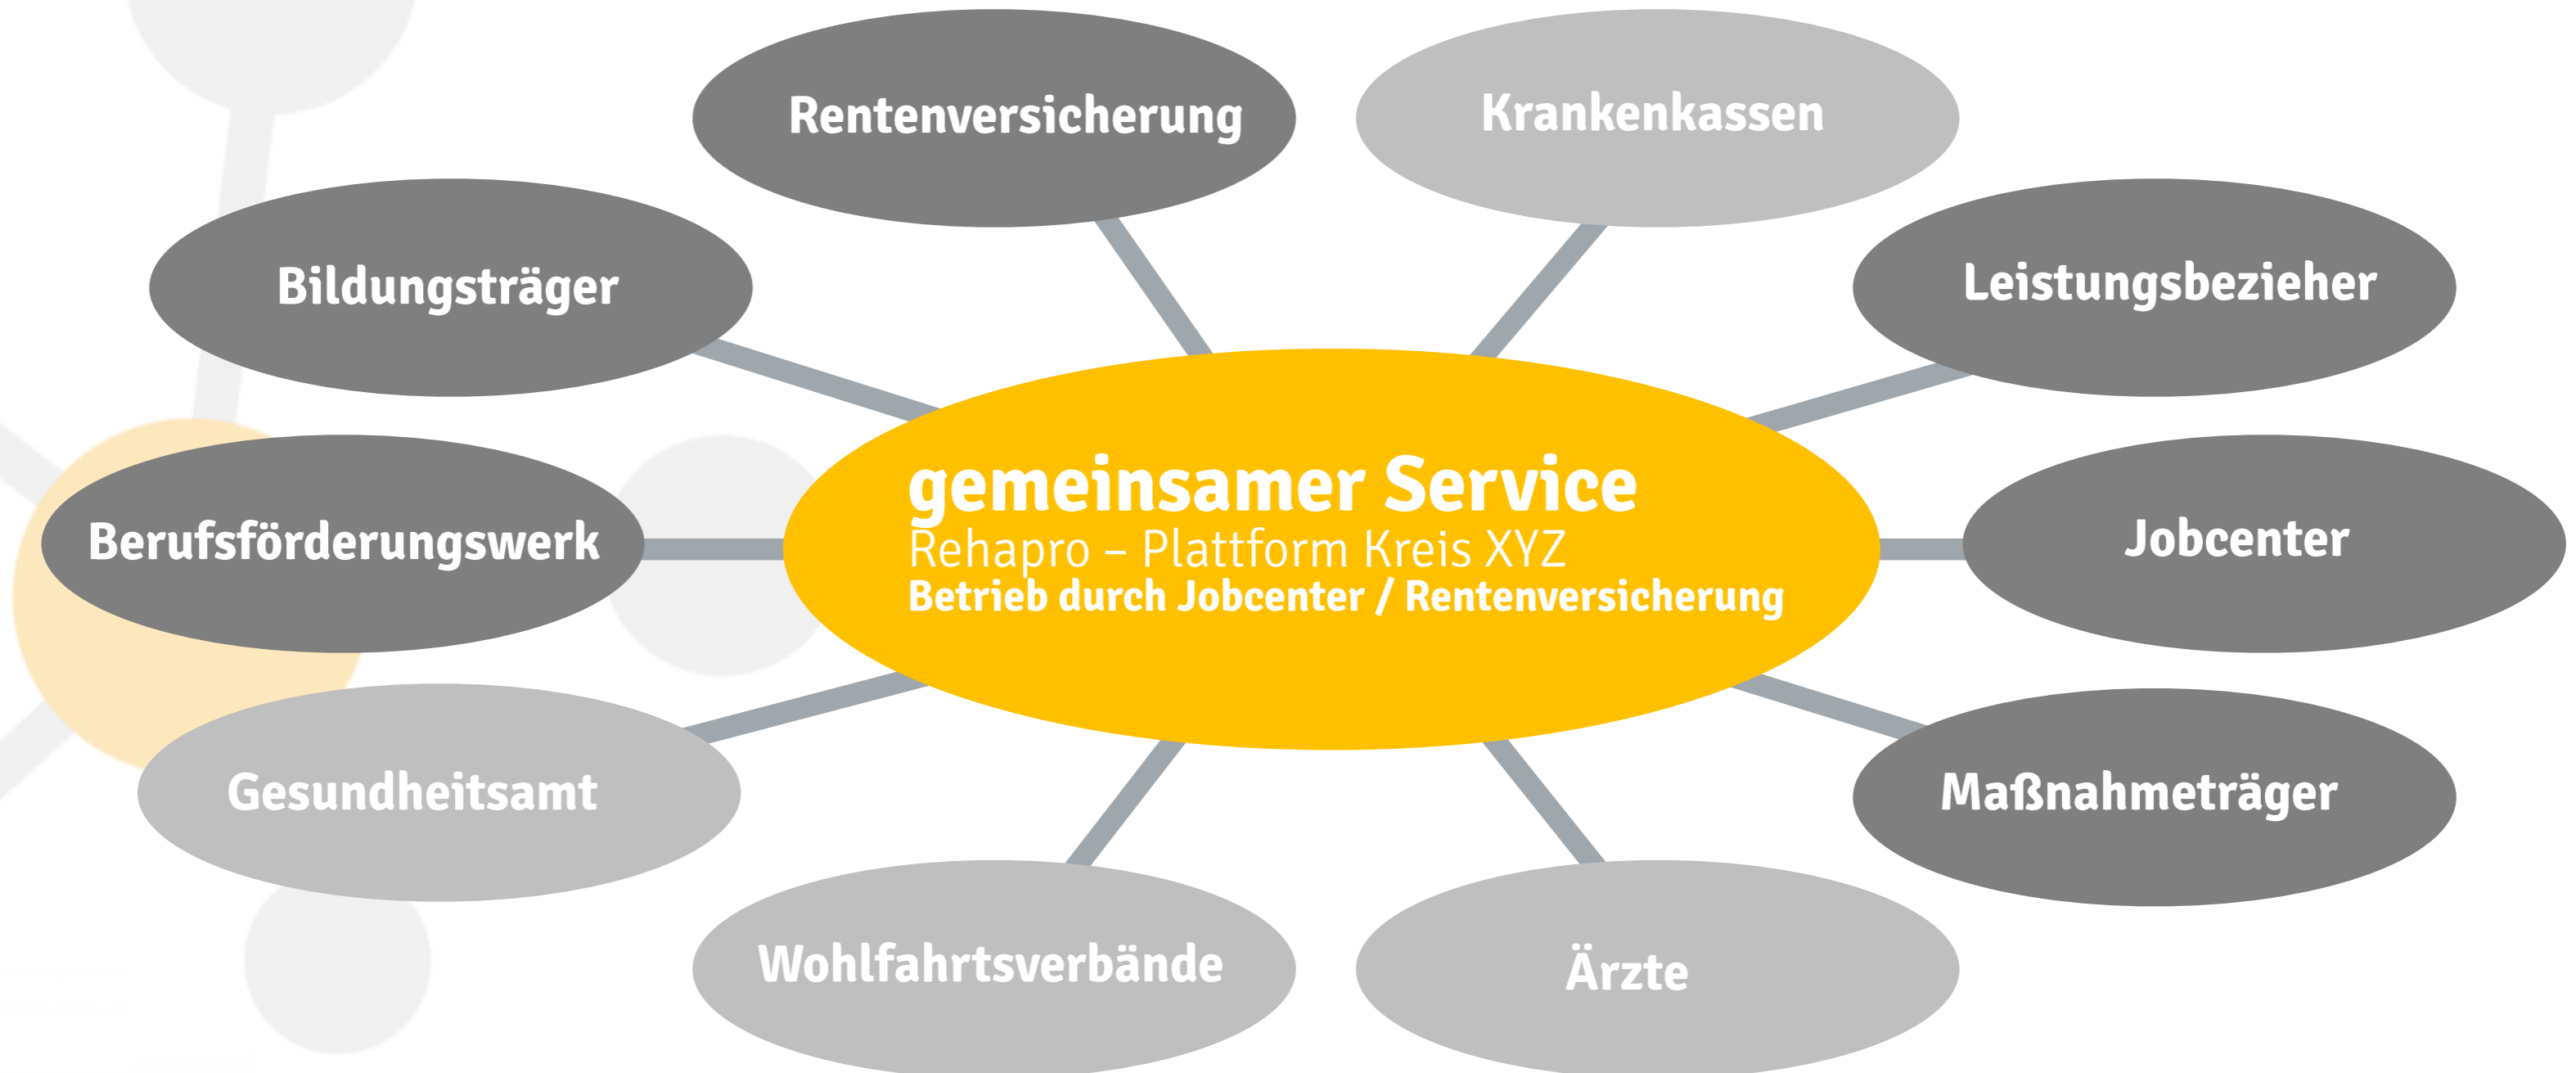 Rentenversicherung
Krankenkassen
Bildungsträger
Leistungsbezieher
gemeinsamer Service
Rehapro – Plattform Kreis XYZ
Betrieb durch Jobcenter / Rentenversicherung
Berufsförderungswerk
Jobcenter
Gesundheitsamt
Maßnahmeträger
Wohlfahrtsverbände
Ärzte